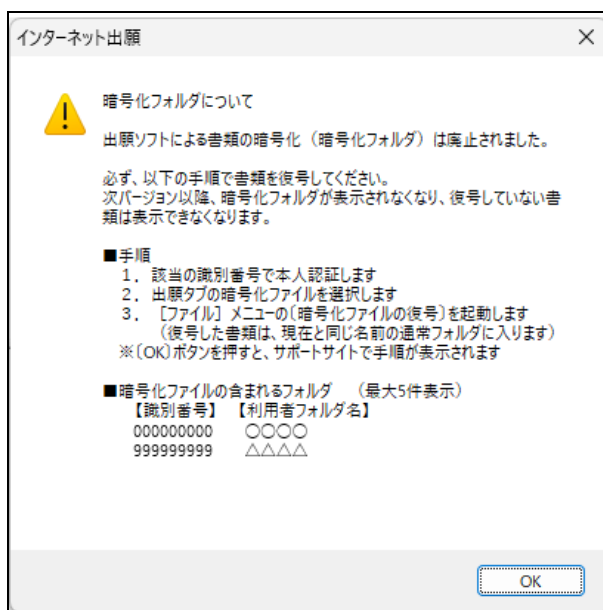 インターネット出願
暗号化フォルダについて
出願ソフトによる書類の暗号化（暗号化フォルダ）は廃止されました。
必ず、以下の手順で書類を復号してください。
次バージョン以降、暗号化フォルダが表示されなくなり、復号していない書
類は表示できなくなります。
■手順
１．該当の識別番号で本人認証します
２．出願タブの暗号化ファイルを選択します
３．［ファイル］メニューの〔暗号化ファイルの復号〕を起動します
（復号した書類は、現在と同じ名前の通常フォルダに入ります）
※〔OK〕ボタンを押すと、サポートサイトで手順が表示されます
■暗号化ファイルの含まれるフォルダ　（最大5件表示）
【識別番号】【利用者フォルダ名】
000000000　○○○○
999999999　△△△△
OK